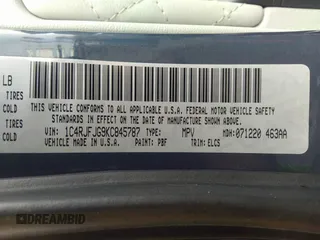 LB
TIRES
COLD
TIRES
COLD
THIS VEHICLE CONFORMS TO ALL APPLICABLE U.S.A. FEDERAL MOTOR VEHICLE SAFETY
STANDARDS IN EFFECT ON THE DATE OF MANUFACTURE SHOWN ABOVE.
VIN: 1C4RJFJG9KC845787 TYPE: MPV MDH: 071220 463AA
VEHICLE MADE IN U.S.A. PAINT: PBF TRIM: ELCS
© DREAMBID